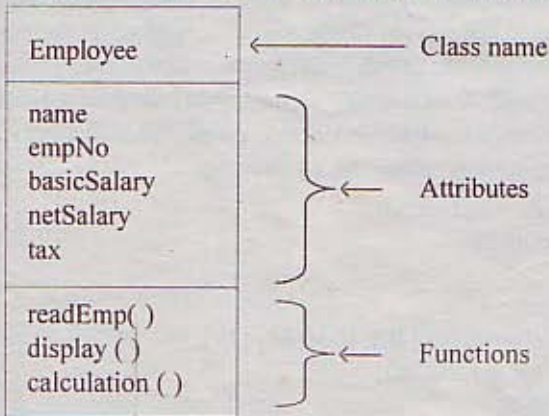 Employee
Class name
name
empNo
basicSalary
netSalary
tax
Attributes
readEmp( )
display ( )
calculation ( )
Functions